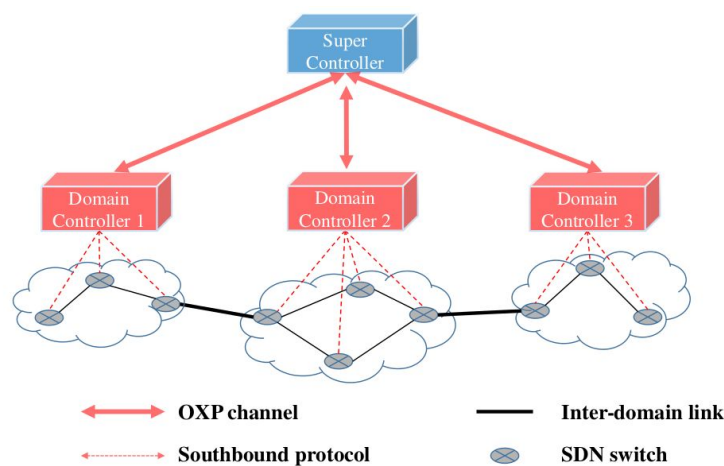 Super
Controller
Domain
Controller 1
Domain
Controller 2
Domain
Controller 3
OXP channel
Inter-domain link
Southbound protocol
SDN switch